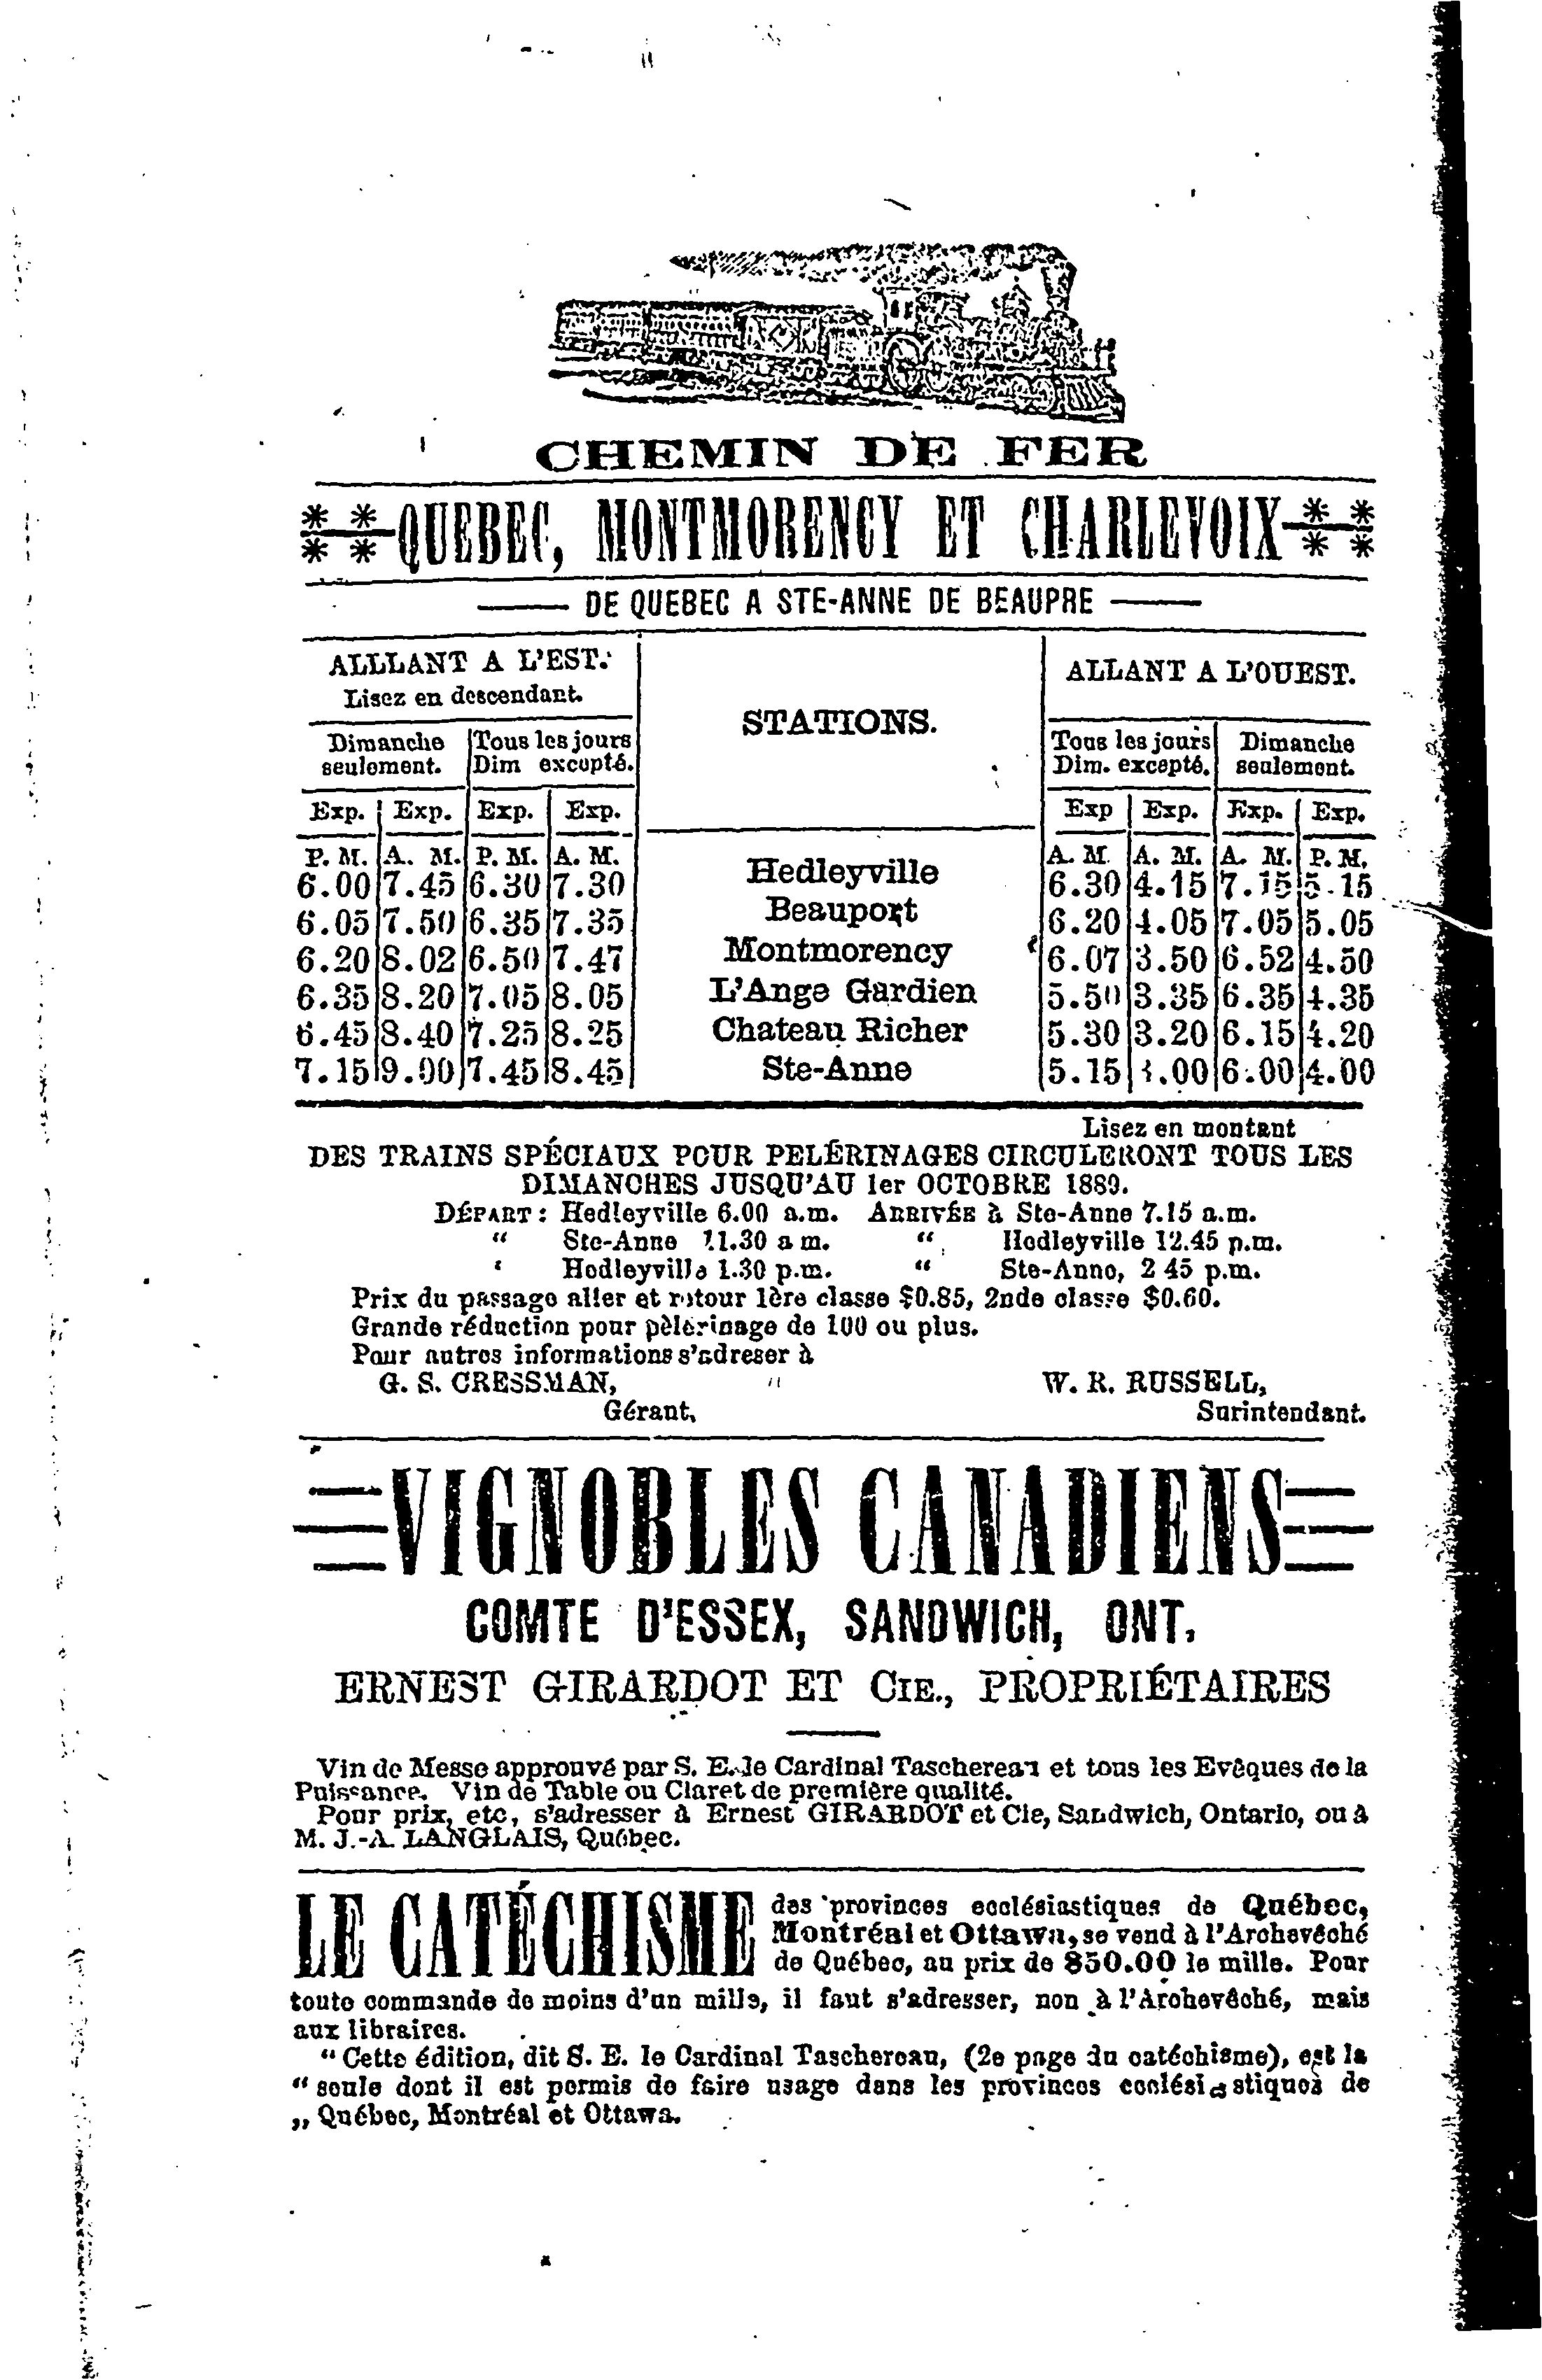 CHEMIN DE FER
QUEBEC, MONTMORENCY ET CHARLEVOIX
DE QUEBEC A STE-ANNE DE BEAUPRE
ALLLANT A L'EST.
Lisez en descendant.
STATIONS.
ALLANT A L'OUEST.
Dimanche seulement. Tous les jours Dim excepté. Tous les jours Dim. excepté. Dimanche seulement.
Exp. Exp. Exp. Exp. Exp Exp. Exp. Exp.
P. M. A. M. P. M. A. M. A. M. A. M. A. M. P. M.
6.00 7.45 6.30 7.30 Hedleyville 6.30 4.15 7.15 5.15
6.05 7.50 6.35 7.35 Beauport 6.20 4.05 7.05 5.05
6.20 8.02 6.50 7.47 Montmorency 6.07 3.50 6.52 4.50
6.35 8.20 7.05 8.05 L'Ange Gardien 5.50 3.35 6.35 4.35
6.45 8.40 7.25 8.25 Chateau Richer 5.30 3.20 6.15 4.20
7.15 9.00 7.45 8.45 Ste-Anne 5.15 .00 6.00 4.00
Lisez en montant
DES TRAINS SPÉCIAUX POUR PELÉRINAGES CIRCULERONT TOUS LES
DIMANCHES JUSQU'AU 1er OCTOBRE 1889.
DÉPART : Hedleyville 6.00 a.m. ARRIVÉE à Ste-Anne 7.15 a.m.
" Ste-Anne 11.30 a m. " Hedleyville 12.45 p.m.
' Hedleyville 1.30 p.m. " Ste-Anne, 2 45 p.m.
Prix du passage aller et retour 1ère classe $0.85, 2nde classe $0.60.
Grande réduction pour pèlerinage de 100 ou plus.
Pour autres informations s'adreser à
G. S. CRESSMAN,
Gérant,
W. R. RUSSELL,
Surintendant.
VIGNOBLES CANADIENS
COMTE D'ESSEX, SANDWICH, ONT.
ERNEST GIRARDOT ET CIE., PROPRIÉTAIRES
Vin de Messe approuvé par S. E. le Cardinal Taschereau et tous les Evêques de la
Puissance. Vin de Table ou Claret de première qualité.
Pour prix, etc, s'adresser à Ernest GIRARDOT et Cie, Sandwich, Ontario, ou à
M. J.-A. LANGLAIS, Québec.
LE CATÉCHISME des provinces ecclésiastiques de Québec,
Montréal et Ottawa, se vend à l'Archevêché
de Québec, au prix de $50.00 le mille. Pour
toute commande de moins d'un mille, il faut s'adresser, non à l'Archevêché, mais
aux libraires.
" Cette édition, dit S. E. le Cardinal Taschereau, (2e page du catéchisme), est la
" seule dont il est permis de faire usage dans les provinces ecclésiastiques de
„ Québec, Montréal et Ottawa.